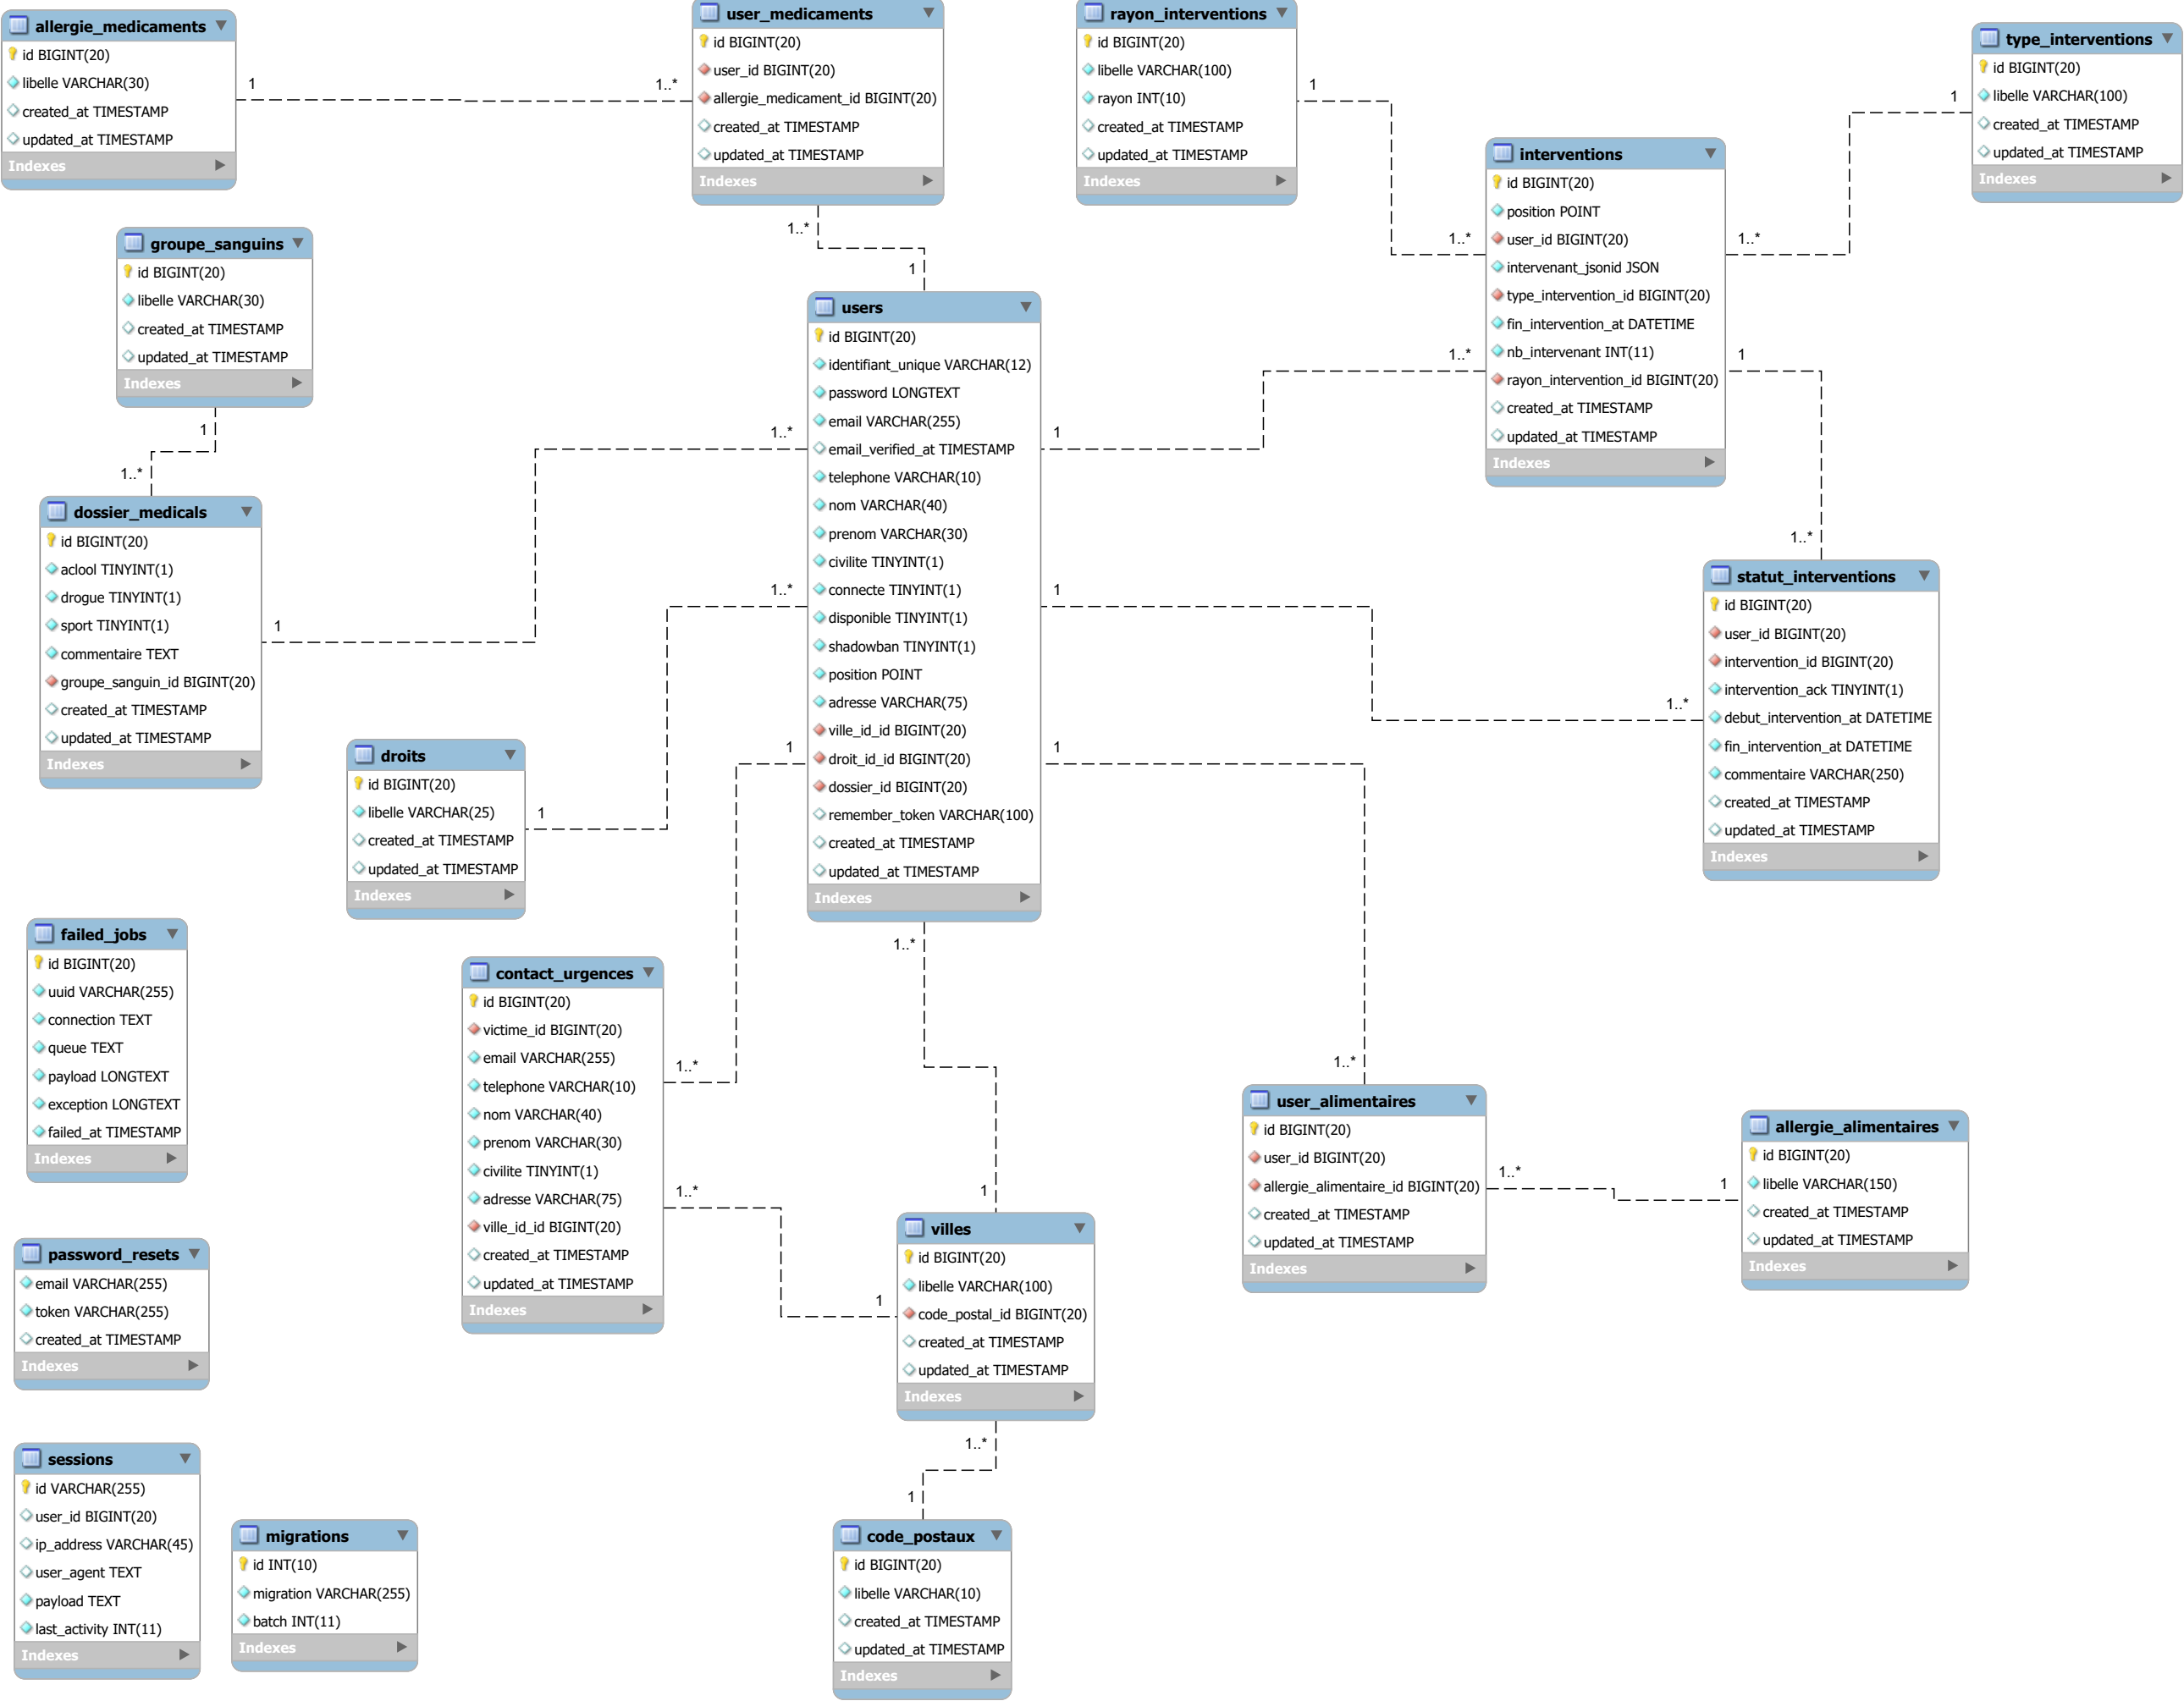 allergie_medicaments
id BIGINT(20)
libelle VARCHAR(30)
created_at TIMESTAMP
updated_at TIMESTAMP
Indexes
1
1..*
user_medicaments
id BIGINT(20)
user_id BIGINT(20)
allergie_medicament_id BIGINT(20)
created_at TIMESTAMP
updated_at TIMESTAMP
Indexes
1..*
1
rayon_interventions
id BIGINT(20)
libelle VARCHAR(100)
rayon INT(10)
created_at TIMESTAMP
updated_at TIMESTAMP
Indexes
1
1..*
type_interventions
id BIGINT(20)
libelle VARCHAR(100)
created_at TIMESTAMP
updated_at TIMESTAMP
Indexes
1
1..*
interventions
id BIGINT(20)
position POINT
user_id BIGINT(20)
intervenant_jsonid JSON
type_intervention_id BIGINT(20)
fin_intervention_at DATETIME
nb_intervenant INT(11)
rayon_intervention_id BIGINT(20)
created_at TIMESTAMP
updated_at TIMESTAMP
Indexes
1..*
1
1
1..*
groupe_sanguins
id BIGINT(20)
libelle VARCHAR(30)
created_at TIMESTAMP
updated_at TIMESTAMP
Indexes
1
1..*
dossier_medicals
id BIGINT(20)
aclool TINYINT(1)
drogue TINYINT(1)
sport TINYINT(1)
commentaire TEXT
groupe_sanguin_id BIGINT(20)
created_at TIMESTAMP
updated_at TIMESTAMP
Indexes
1
1..*
users
id BIGINT(20)
identifiant_unique VARCHAR(12)
password LONGTEXT
email VARCHAR(255)
email_verified_at TIMESTAMP
telephone VARCHAR(10)
nom VARCHAR(40)
prenom VARCHAR(30)
civilite TINYINT(1)
connecte TINYINT(1)
disponible TINYINT(1)
shadowban TINYINT(1)
position POINT
adresse VARCHAR(75)
ville_id_id BIGINT(20)
droit_id_id BIGINT(20)
dossier_id BIGINT(20)
remember_token VARCHAR(100)
created_at TIMESTAMP
updated_at TIMESTAMP
Indexes
1..*
1
1
1
1..*
statut_interventions
id BIGINT(20)
user_id BIGINT(20)
intervention_id BIGINT(20)
intervention_ack TINYINT(1)
debut_intervention_at DATETIME
fin_intervention_at DATETIME
commentaire VARCHAR(250)
created_at TIMESTAMP
updated_at TIMESTAMP
Indexes
1..*
droits
id BIGINT(20)
libelle VARCHAR(25)
created_at TIMESTAMP
updated_at TIMESTAMP
Indexes
1
failed_jobs
id BIGINT(20)
uuid VARCHAR(255)
connection TEXT
queue TEXT
payload LONGTEXT
exception LONGTEXT
failed_at TIMESTAMP
Indexes
contact_urgences
id BIGINT(20)
victime_id BIGINT(20)
email VARCHAR(255)
telephone VARCHAR(10)
nom VARCHAR(40)
prenom VARCHAR(30)
civilite TINYINT(1)
adresse VARCHAR(75)
ville_id_id BIGINT(20)
created_at TIMESTAMP
updated_at TIMESTAMP
Indexes
1..*
1..*
1
1
villes
id BIGINT(20)
libelle VARCHAR(100)
code_postal_id BIGINT(20)
created_at TIMESTAMP
updated_at TIMESTAMP
Indexes
1..*
1
1..*
user_alimentaires
id BIGINT(20)
user_id BIGINT(20)
allergie_alimentaire_id BIGINT(20)
created_at TIMESTAMP
updated_at TIMESTAMP
Indexes
1..*
1
allergie_alimentaires
id BIGINT(20)
libelle VARCHAR(150)
created_at TIMESTAMP
updated_at TIMESTAMP
Indexes
password_resets
email VARCHAR(255)
token VARCHAR(255)
created_at TIMESTAMP
Indexes
sessions
id VARCHAR(255)
user_id BIGINT(20)
ip_address VARCHAR(45)
user_agent TEXT
payload TEXT
last_activity INT(11)
Indexes
migrations
id INT(10)
migration VARCHAR(255)
batch INT(11)
Indexes
code_postaux
id BIGINT(20)
libelle VARCHAR(10)
created_at TIMESTAMP
updated_at TIMESTAMP
Indexes